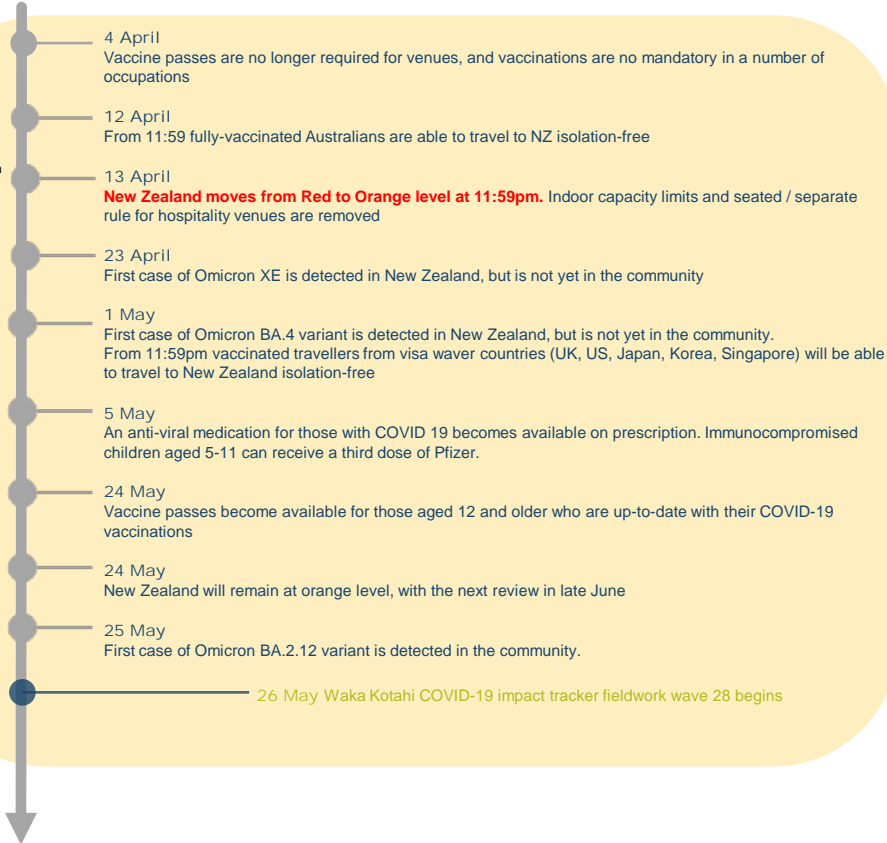 4 April
Vaccine passes are no longer required for venues, and vaccinations are no mandatory in a number of
occupations
12 April
From 11:59 fully-vaccinated Australians are able to travel to NZ isolation-free
13 April
New Zealand moves from Red to Orange level at 11:59pm. Indoor capacity limits and seated / separate
rule for hospitality venues are removed
23 April
First case of Omicron XE is detected in New Zealand, but is not yet in the community
1 May
First case of Omicron BA.4 variant is detected in New Zealand, but is not yet in the community.
From 11:59pm vaccinated travellers from visa waver countries (UK, US, Japan, Korea, Singapore) will be able
to travel to New Zealand isolation-free
5 May
An anti-viral medication for those with COVID 19 becomes available on prescription. Immunocompromised
children aged 5-11 can receive a third dose of Pfizer.
24 May
Vaccine passes become available for those aged 12 and older who are up-to-date with their COVID-19
vaccinations
24 May
New Zealand will remain at orange level, with the next review in late June
25 May
First case of Omicron BA.2.12 variant is detected in the community.
26 May Waka Kotahi COVID-19 impact tracker fieldwork wave 28 begins